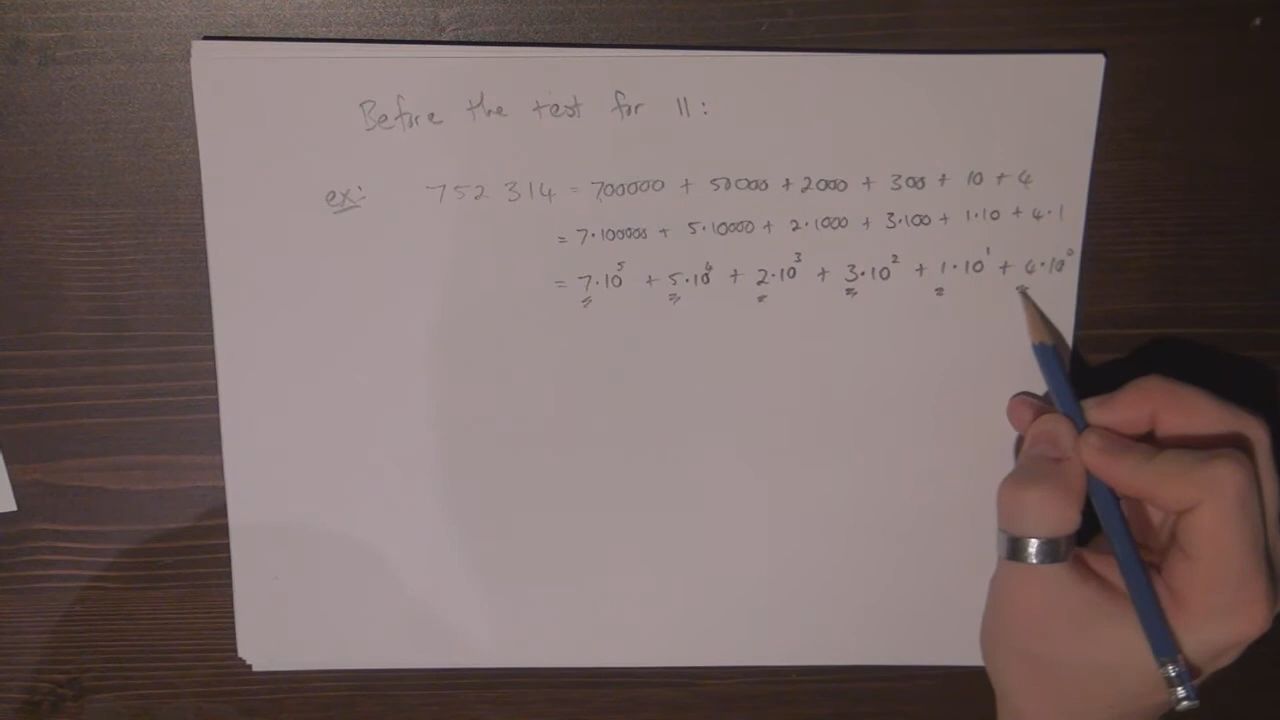 Before the test for 11:
ex: 752 314 = 700000 + 50000 + 2000 + 300 + 10 + 4
= 7·100000 + 5·10000 + 2·1000 + 3·100 + 1·10 + 4·1
= 7·10⁵ + 5·10⁴ + 2·10³ + 3·10² + 1·10¹ + 4·10⁰